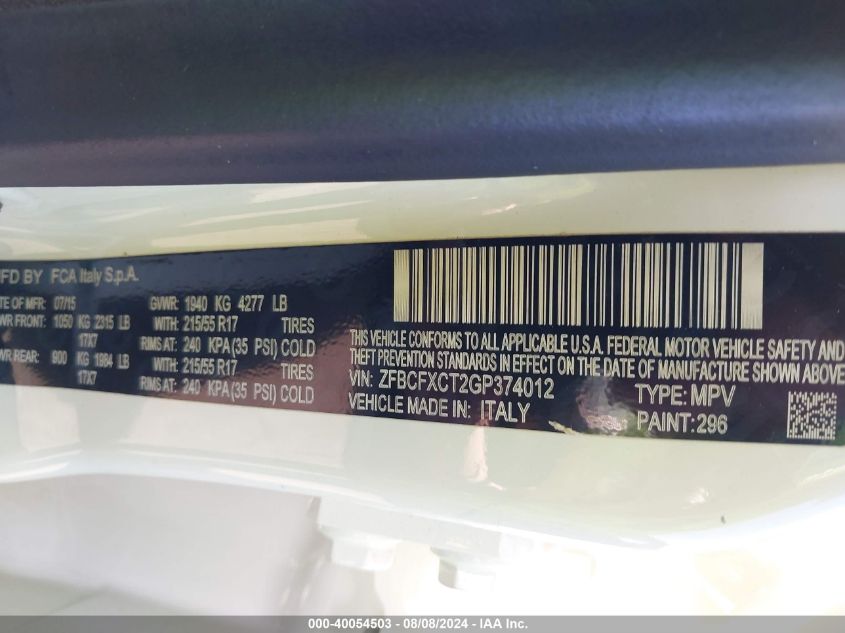 MFD BY FCA Italy S.p.A.
DATE OF MFR: 07/15 GVWR: 1940 KG 4277 LB
WR FRONT: 1050 KG 2315 LB WITH: 215/55 R17 TIRES
17X7 RIMS AT: 240 KPA(35 PSI) COLD
WR REAR: 900 KG 1984 LB WITH: 215/55 R17 TIRES
17X7 RIMS AT: 240 KPA(35 PSI) COLD
THIS VEHICLE CONFORMS TO ALL APPLICABLE U.S.A. FEDERAL MOTOR VEHICLE SAFETY AND
THEFT PREVENTION STANDARDS IN EFFECT ON THE DATE OF MANUFACTURE SHOWN ABOVE
VIN: ZFBCFXCT2GP374012 TYPE: MPV
VEHICLE MADE IN: ITALY PAINT: 296
000-40054503 - 08/08/2024 - IAA Inc.